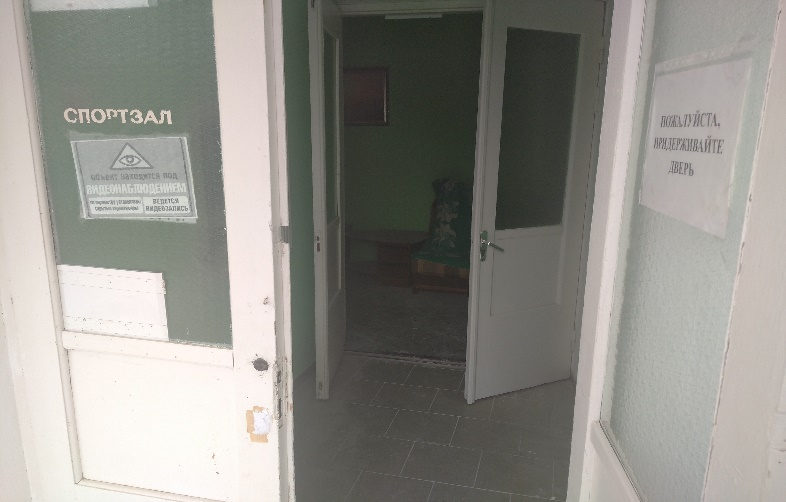 СПОРТЗАЛ
ОБЪЕКТ НАХОДИТСЯ ПОД
ВИДЕОНАБЛЮДЕНИЕМ
ВЕДЕТСЯ
ВИДЕОЗАПИСЬ
ПОЖАЛУЙСТА,
ПРИДЕРЖИВАЙТЕ
ДВЕРЬ